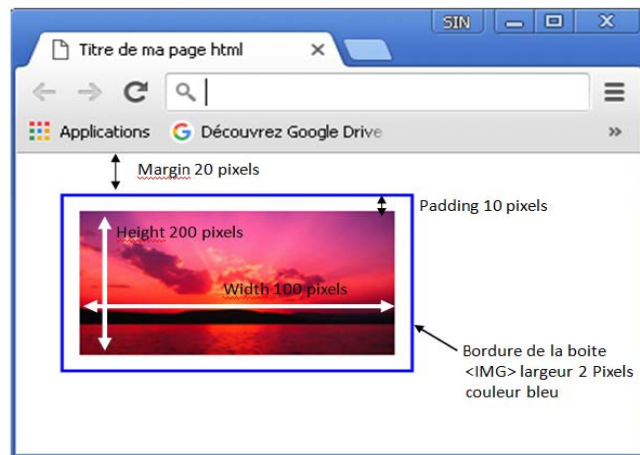 SIN
Titre de ma page html
Applications
Découvrez Google Drive
Margin 20 pixels
Padding 10 pixels
Height 200 pixels
Width 100 pixels
Bordure de la boite
<IMG> largeur 2 Pixels
couleur bleu